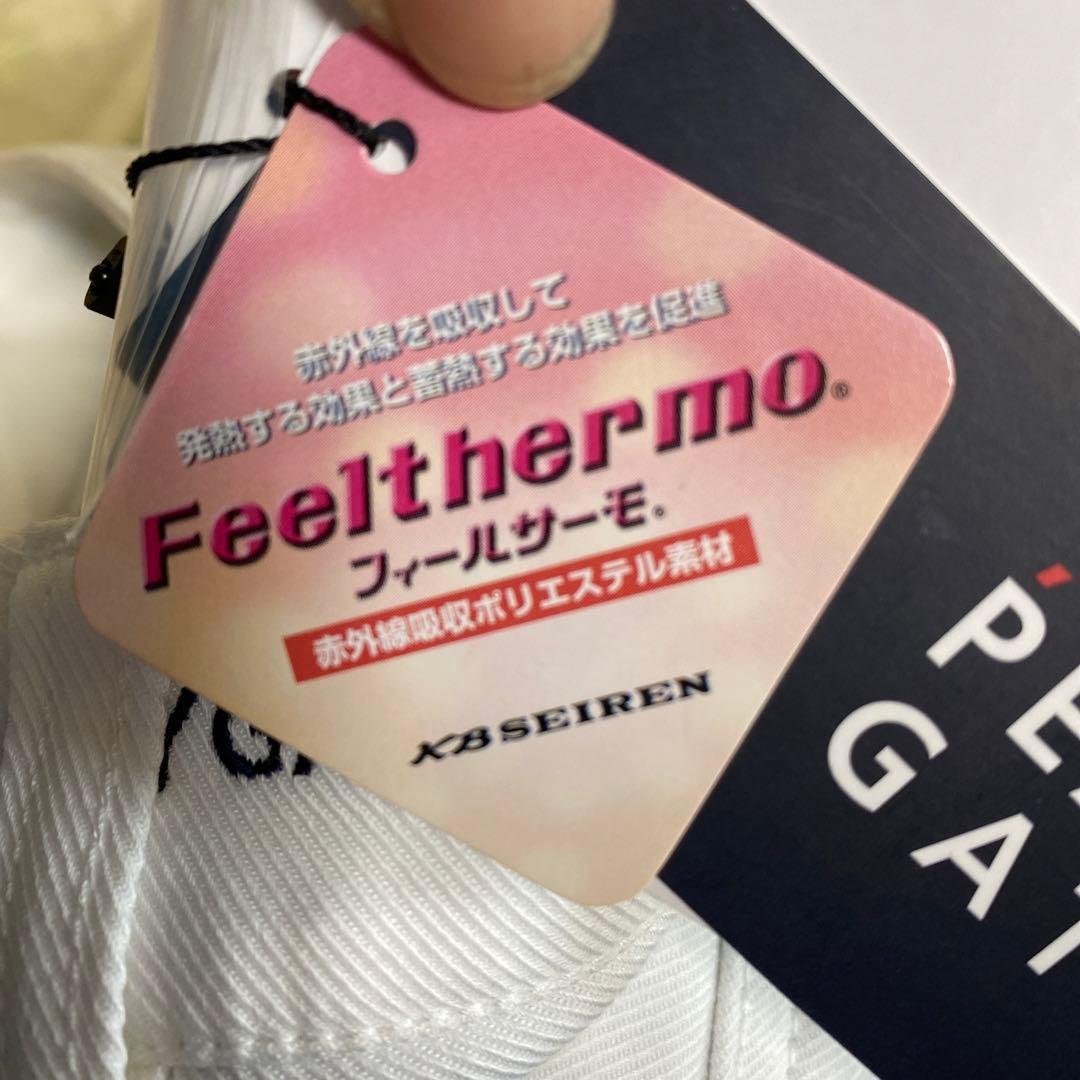 赤外線を吸収して
発熱する効果と蓄熱する効果を促進
Feelthermo®
フィールサーモ®
赤外線吸収ポリエステル素材
KB SEIREN